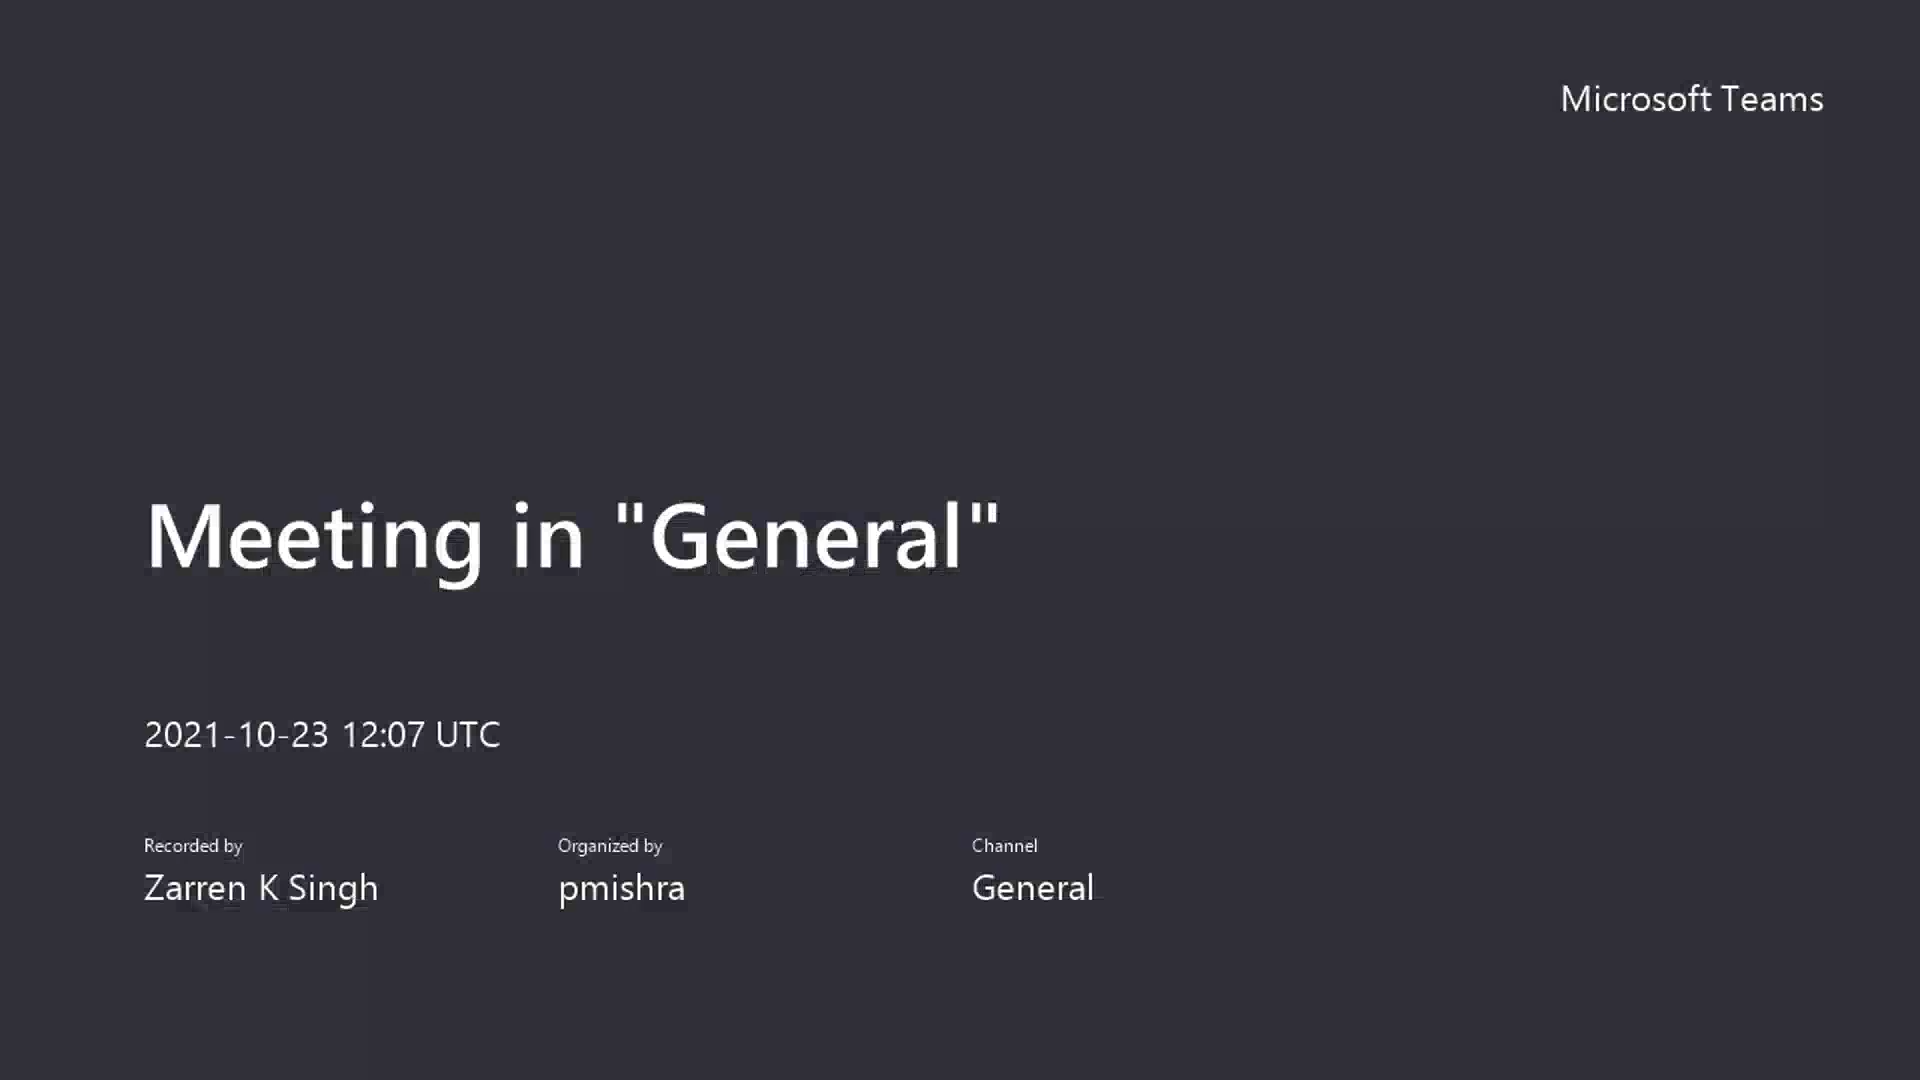 Microsoft Teams
Meeting in "General"
2021-10-23 12:07 UTC
Recorded by
Zarren K Singh
Organized by
pmishra
Channel
General